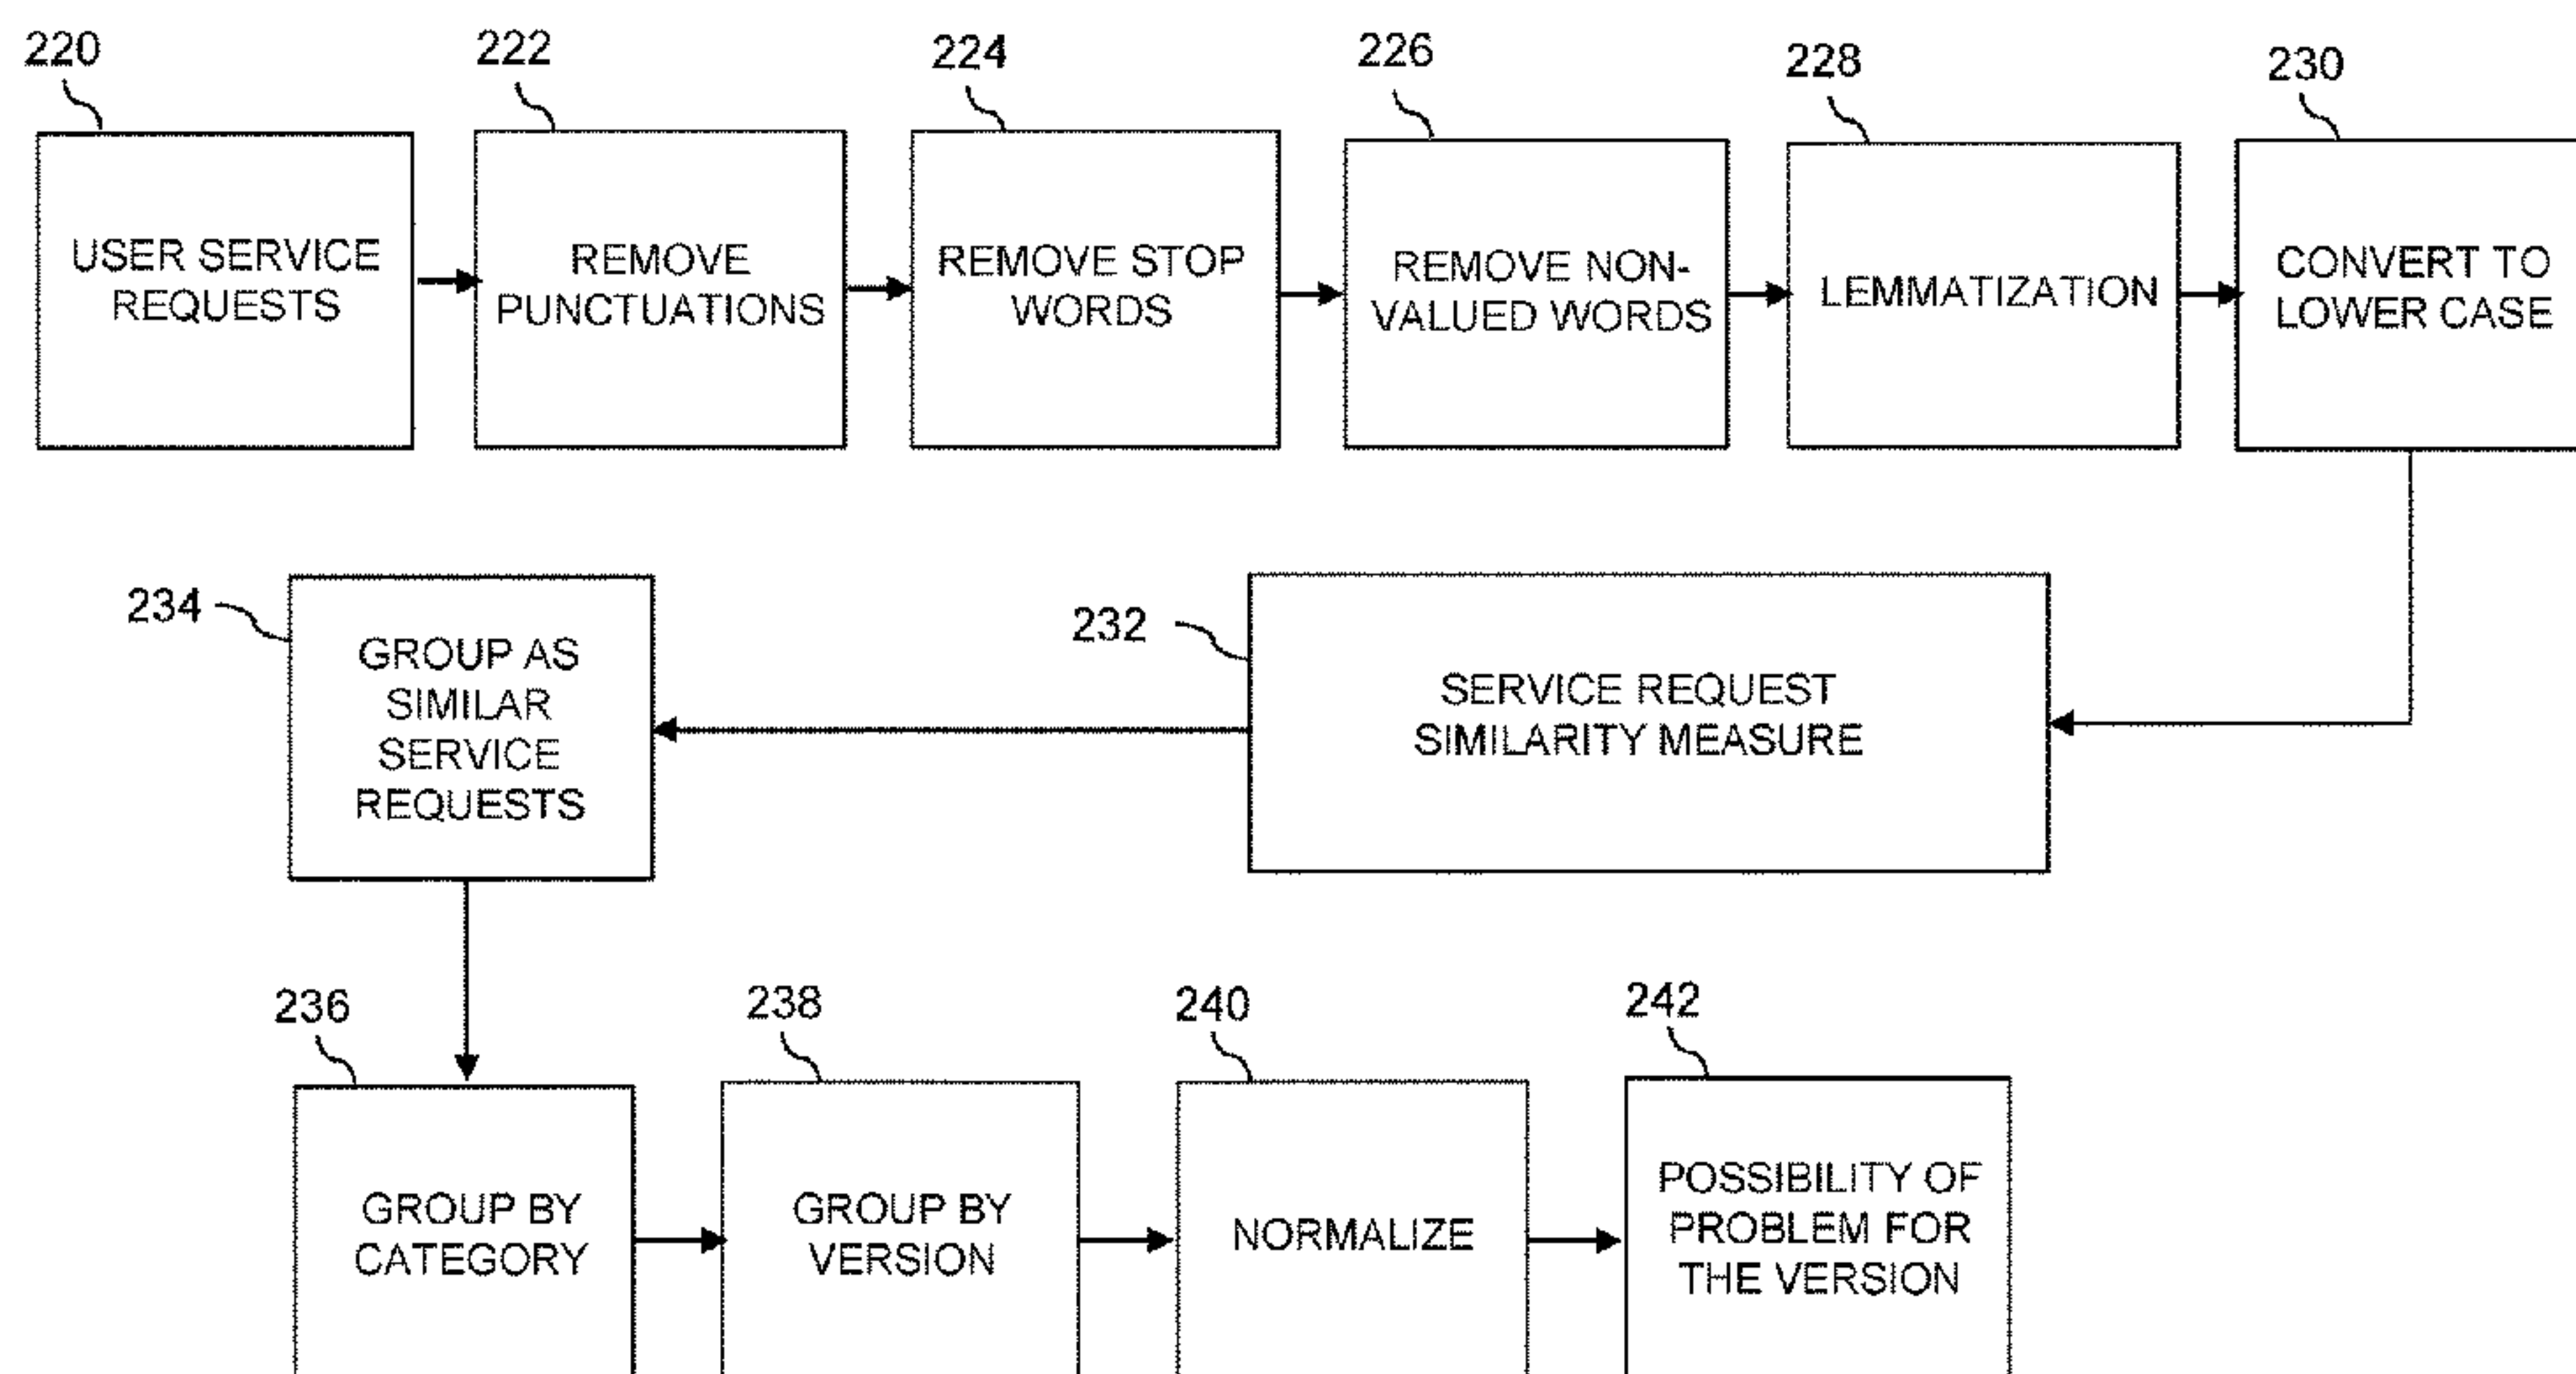 220
222
224
226
228
230
USER SERVICE
REQUESTS
REMOVE
PUNCTUATIONS
REMOVE STOP
WORDS
REMOVE NON-
VALUED WORDS
LEMMATIZATION
CONVERT TO
LOWER CASE
234
GROUP AS
SIMILAR
SERVICE
REQUESTS
232
SERVICE REQUEST
SIMILARITY MEASURE
236
238
240
242
GROUP BY
CATEGORY
GROUP BY
VERSION
NORMALIZE
POSSIBILITY OF
PROBLEM FOR
THE VERSION